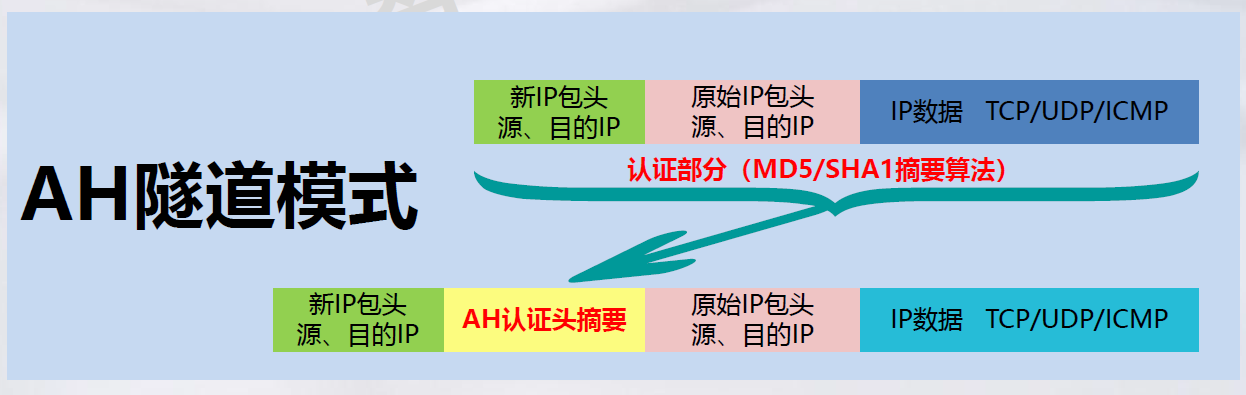 新IP包头
源、目的IP
原始IP包头
源、目的IP
IP数据 TCP/UDP/ICMP
认证部分（MD5/SHA1摘要算法）
AH隧道模式
新IP包头
源、目的IP
AH认证头摘要
原始IP包头
源、目的IP
IP数据 TCP/UDP/ICMP